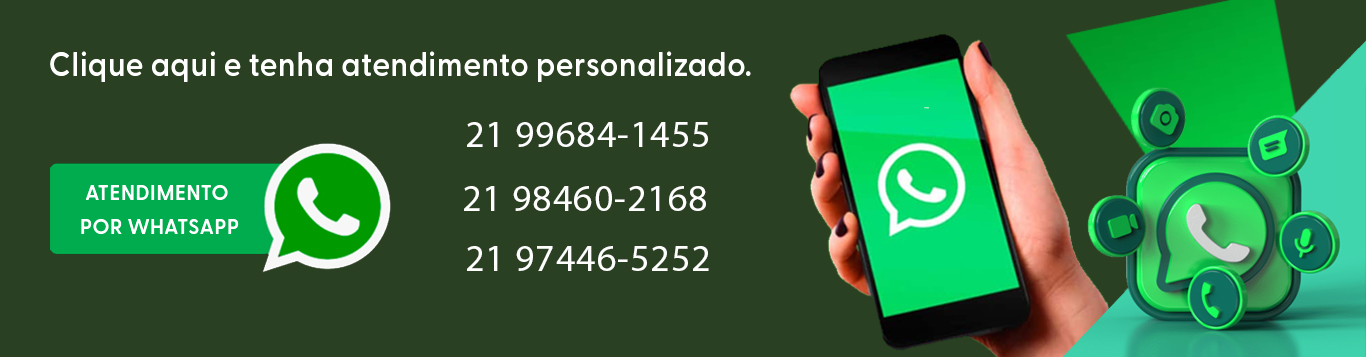 Clique aqui e tenha atendimento personalizado.
21 99684-1455
ATENDIMENTO
POR WHATSAPP
21 98460-2168
21 97446-5252